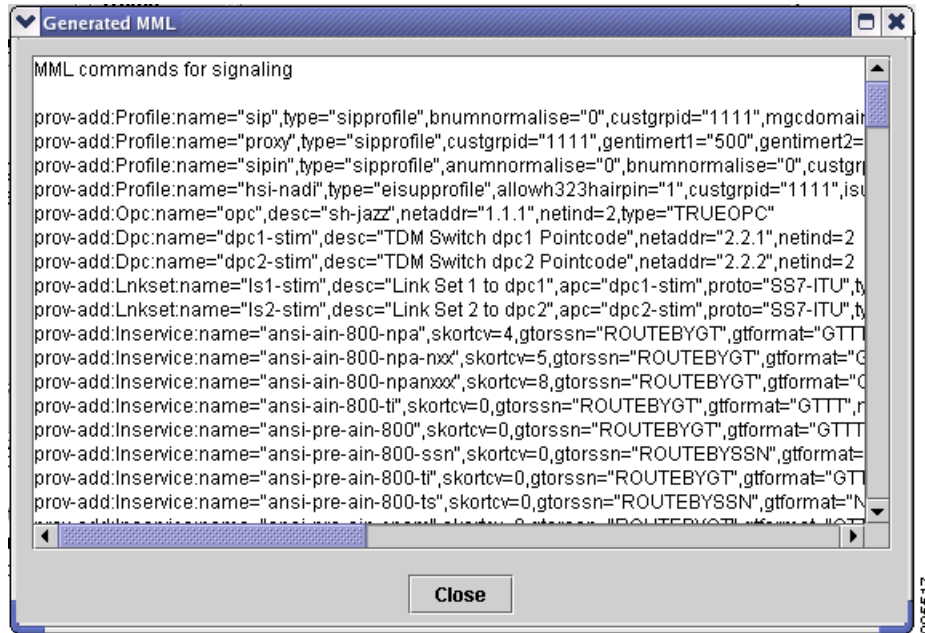 Generated MML
MML commands for signaling
prov-add:Profile:name="sip",type="sipprofile",bnumnormalise="0",custgrpid="1111",mgcdomain
prov-add:Profile:name="proxy",type="sipprofile",custgrpid="1111",gentimert1="500",gentimert2=
prov-add:Profile:name="sipin",type="sipprofile",anumnormalise="0",bnumnormalise="0",custgr
prov-add:Profile:name="hsi-nadi",type="eisupprofile",allowh323hairpin="1",custgrpid="1111",isu
prov-add:Opc:name="opc",desc="sh-jazz",netaddr="1.1.1",netind=2,type="TRUEOPC"
prov-add:Dpc:name="dpc1-stim",desc="TDM Switch dpc1 Pointcode",netaddr="2.2.1",netind=2
prov-add:Dpc:name="dpc2-stim",desc="TDM Switch dpc2 Pointcode",netaddr="2.2.2",netind=2
prov-add:Lnkset:name="ls1-stim",desc="Link Set 1 to dpc1",apc="dpc1-stim",proto="SS7-ITU",ty
prov-add:Lnkset:name="ls2-stim",desc="Link Set 2 to dpc2",apc="dpc2-stim",proto="SS7-ITU",ty
prov-add:Inservice:name="ansi-ain-800-npa",skortcv=4,gtorssn="ROUTEBYGT",gtformat="GTTT
prov-add:Inservice:name="ansi-ain-800-npa-nxx",skortcv=5,gtorssn="ROUTEBYGT",gtformat="G
prov-add:Inservice:name="ansi-ain-800-npanxxx",skortcv=8,gtorssn="ROUTEBYGT",gtformat="G
prov-add:Inservice:name="ansi-ain-800-ti",skortcv=0,gtorssn="ROUTEBYGT",gtformat="GTTT",r
prov-add:Inservice:name="ansi-pre-ain-800",skortcv=0,gtorssn="ROUTEBYGT",gtformat="GTTT
prov-add:Inservice:name="ansi-pre-ain-800-ssn",skortcv=0,gtorssn="ROUTEBYSSN",gtformat=
prov-add:Inservice:name="ansi-pre-ain-800-ti",skortcv=0,gtorssn="ROUTEBYGT",gtformat="GTT
prov-add:Inservice:name="ansi-pre-ain-800-ts",skortcv=0,gtorssn="ROUTEBYSSN",gtformat="N
Close